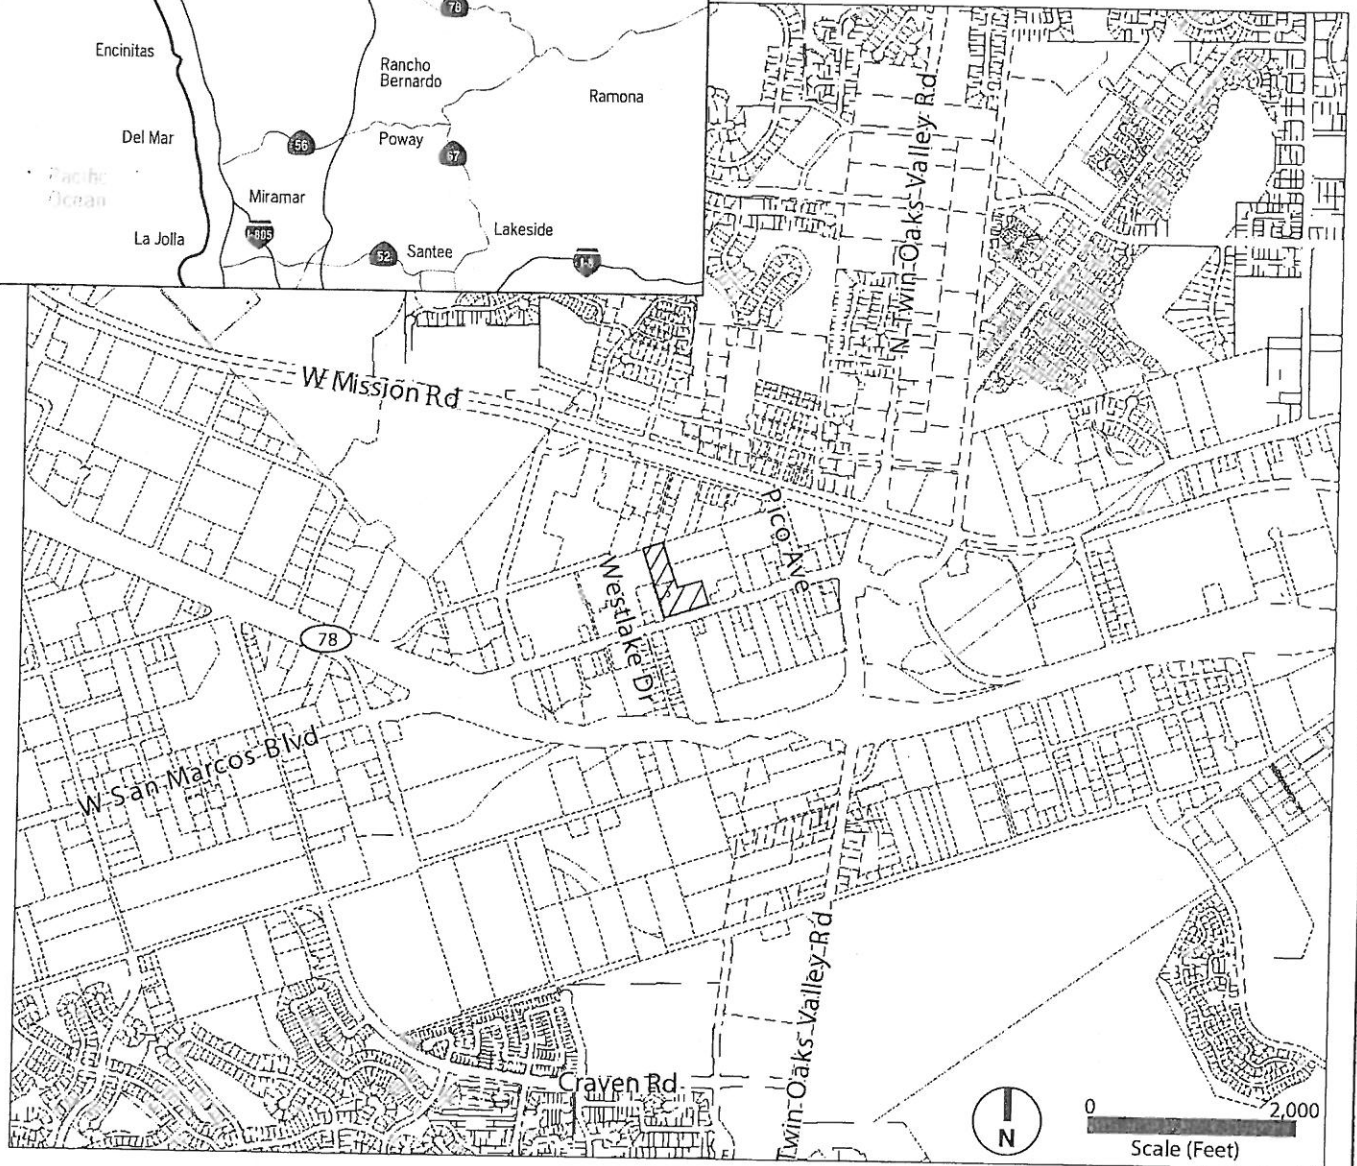 78
Encinitas
Rancho
Bernardo
Ramona
Del Mar
56
Poway
67
Pacific
Ocean
Miramar
La Jolla
I-805
52
Santee
Lakeside
N Twin Oaks Valley Rd
W Mission Rd
Pico Ave
Westlake Dr
78
W San Marcos Blvd
Twin Oaks Valley Rd
Craven Rd
N
0
2,000
Scale (Feet)